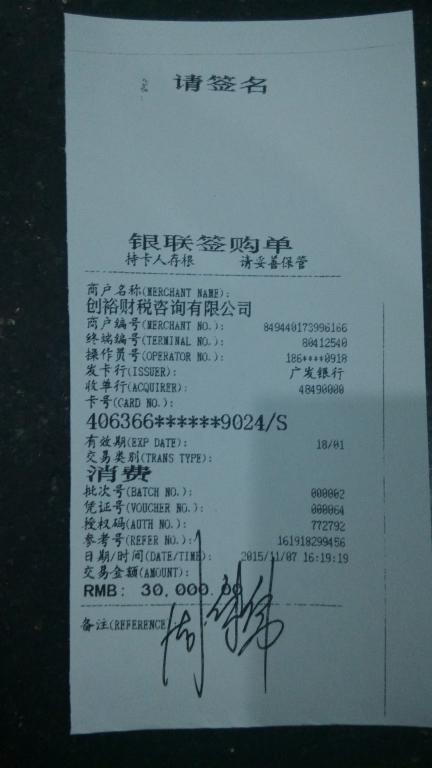 请签名
银联签购单
持卡人存根 请妥善保管
商户名称(MERCHANT NAME):
创裕财税咨询有限公司
商户编号(MERCHANT NO.): 849440173996166
终端编号(TERMINAL NO.): 80412540
操作员号(OPERATOR NO.): 186****0918
发卡行(ISSUER): 广发银行
收单行(ACQUIRER): 48490000
卡号(CARD NO.):
406366******9024/S
有效期(EXP DATE): 18/01
交易类别(TRANS TYPE):
消费
批次号(BATCH NO.): 000002
凭证号(VOUCHER NO.): 000064
授权码(AUTH NO.): 772792
参考号(REFER NO.): 161918299456
日期/时间(DATE/TIME): 2015/11/07 16:19:19
交易金额(AMOUNT):
RMB: 30,000.00
备注(REFERENCE